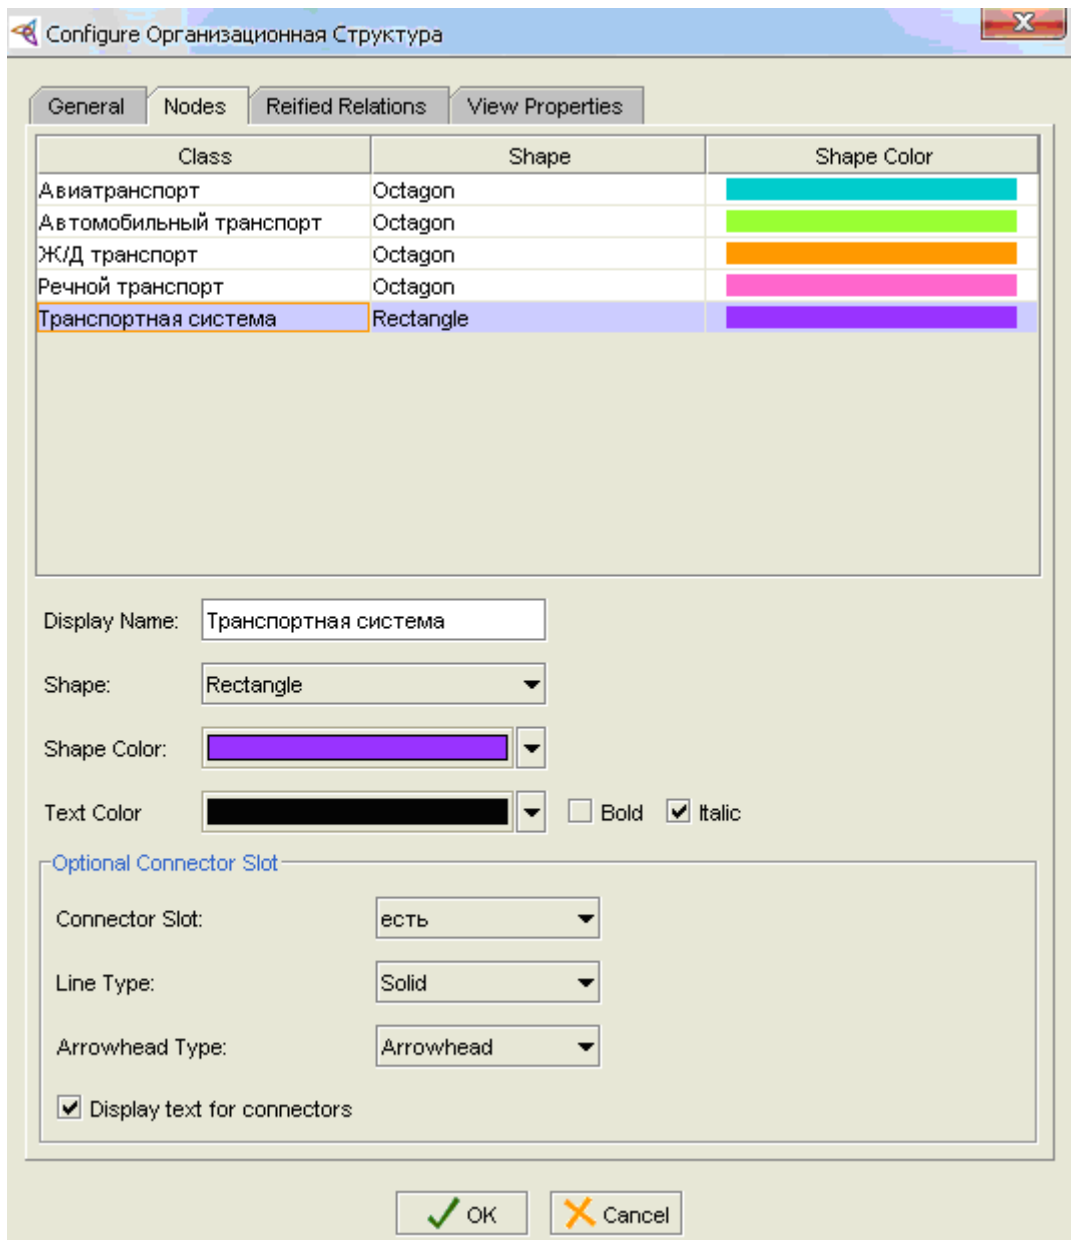 Configure Организационная Структура
General Nodes Reified Relations View Properties
Class Shape Shape Color
Авиатранспорт Octagon
Автомобильный транспорт Octagon
Ж/Д транспорт Octagon
Речной транспорт Octagon
Транспортная система Rectangle
Display Name: Транспортная система
Shape: Rectangle
Shape Color:
Text Color Bold Italic
Optional Connector Slot
Connector Slot: есть
Line Type: Solid
Arrowhead Type: Arrowhead
Display text for connectors
OK Cancel